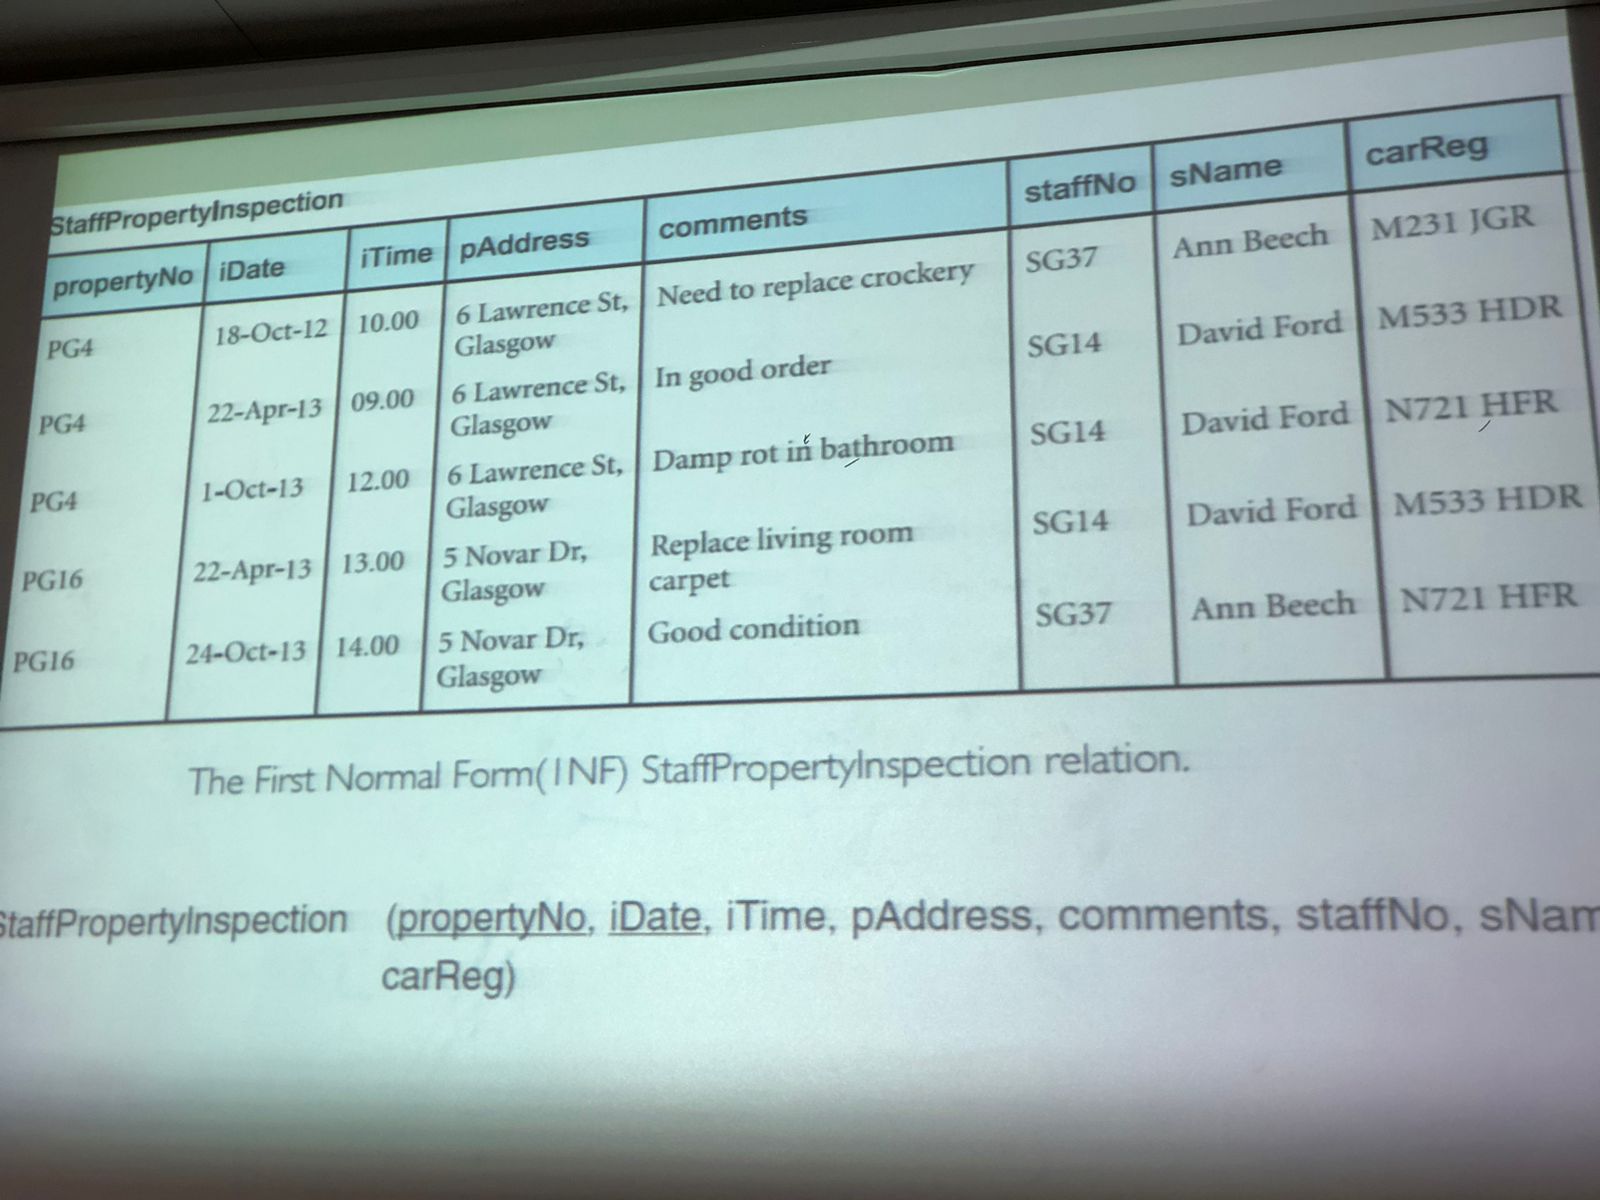 StaffPropertyInspection
propertyNo iDate iTime pAddress comments staffNo sName carReg
PG4 18-Oct-12 10.00 6 Lawrence St, Need to replace crockery SG37 Ann Beech M231 JGR
Glasgow
PG4 22-Apr-13 09.00 6 Lawrence St, In good order SG14 David Ford M533 HDR
Glasgow
PG4 1-Oct-13 12.00 6 Lawrence St, Damp rot in bathroom SG14 David Ford N721 HFR
Glasgow
PG16 22-Apr-13 13.00 5 Novar Dr, Replace living room SG14 David Ford M533 HDR
Glasgow carpet
PG16 24-Oct-13 14.00 5 Novar Dr, Good condition SG37 Ann Beech N721 HFR
Glasgow
The First Normal Form(1NF) StaffPropertyInspection relation.
StaffPropertyInspection (propertyNo, iDate, iTime, pAddress, comments, staffNo, sNam
carReg)